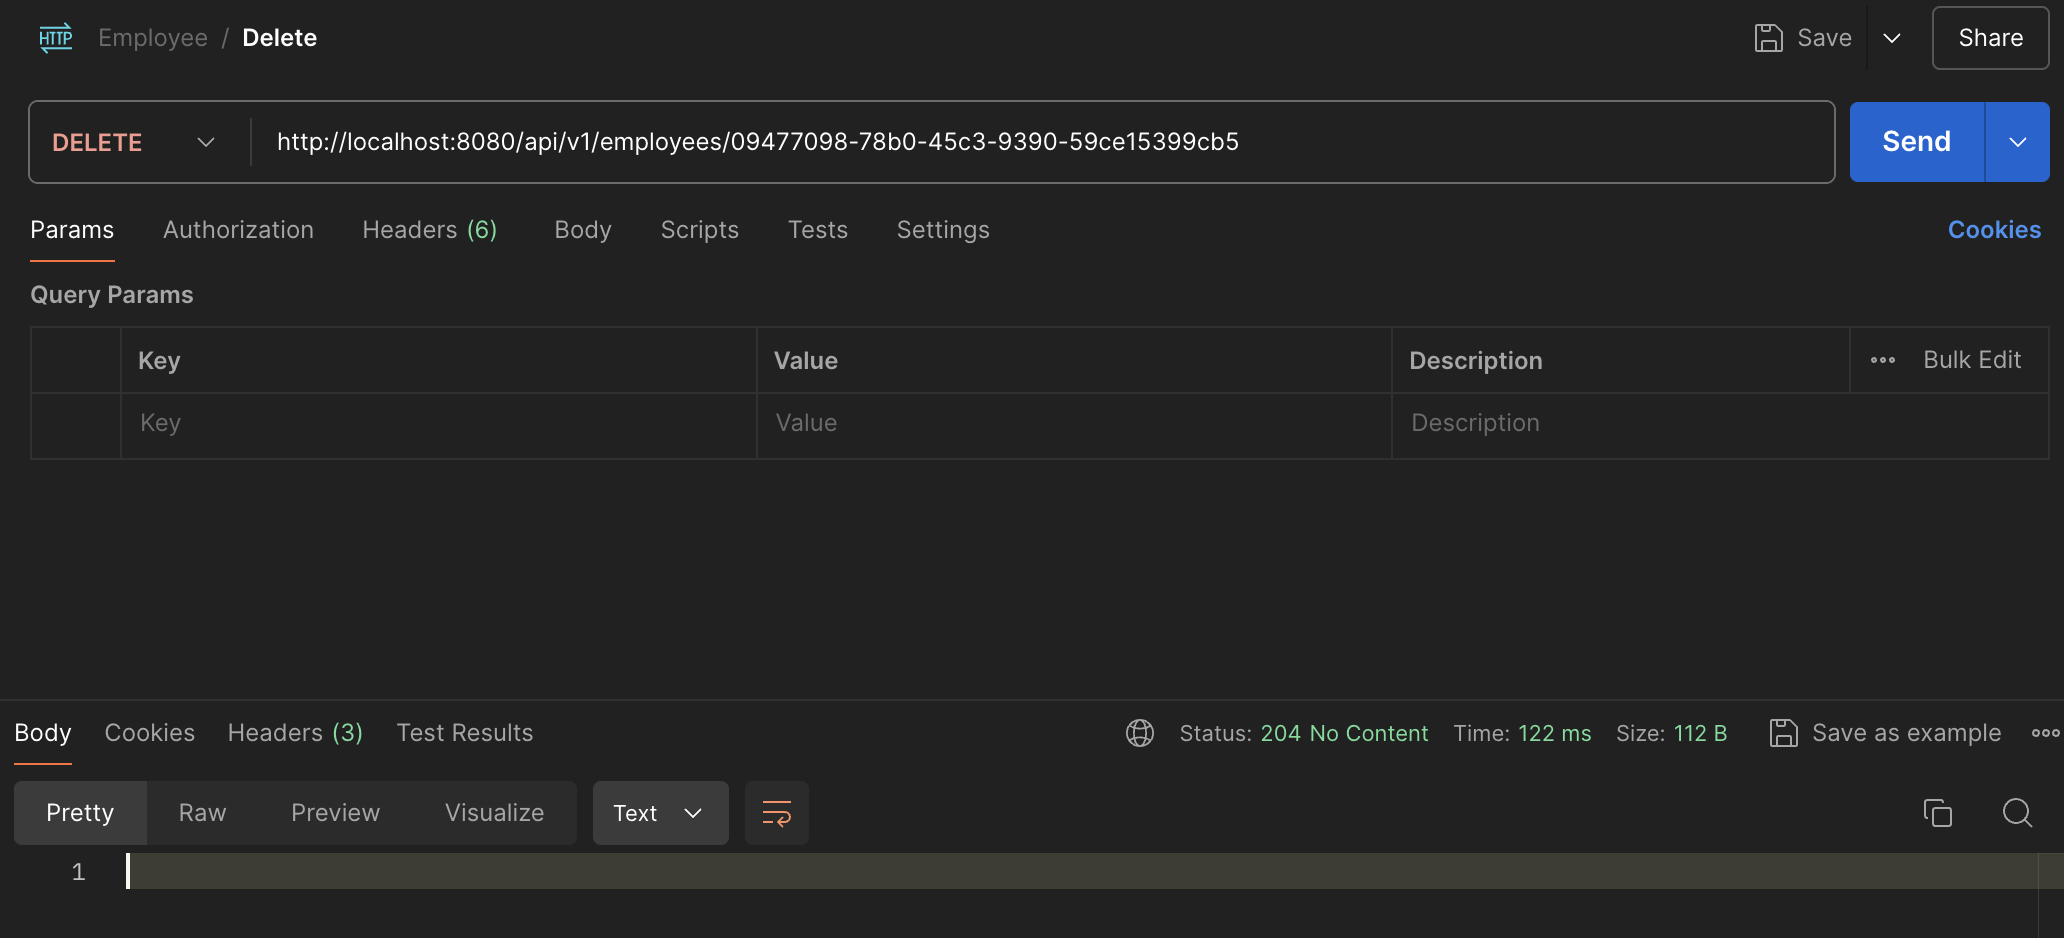 HTTP Employee / Delete Save Share
DELETE http://localhost:8080/api/v1/employees/09477098-78b0-45c3-9390-59ce15399cb5 Send
Params Authorization Headers (6) Body Scripts Tests Settings Cookies
Query Params
Key Value Description Bulk Edit
Key Value Description
Body Cookies Headers (3) Test Results Status: 204 No Content Time: 122 ms Size: 112 B Save as example
Pretty Raw Preview Visualize Text
1